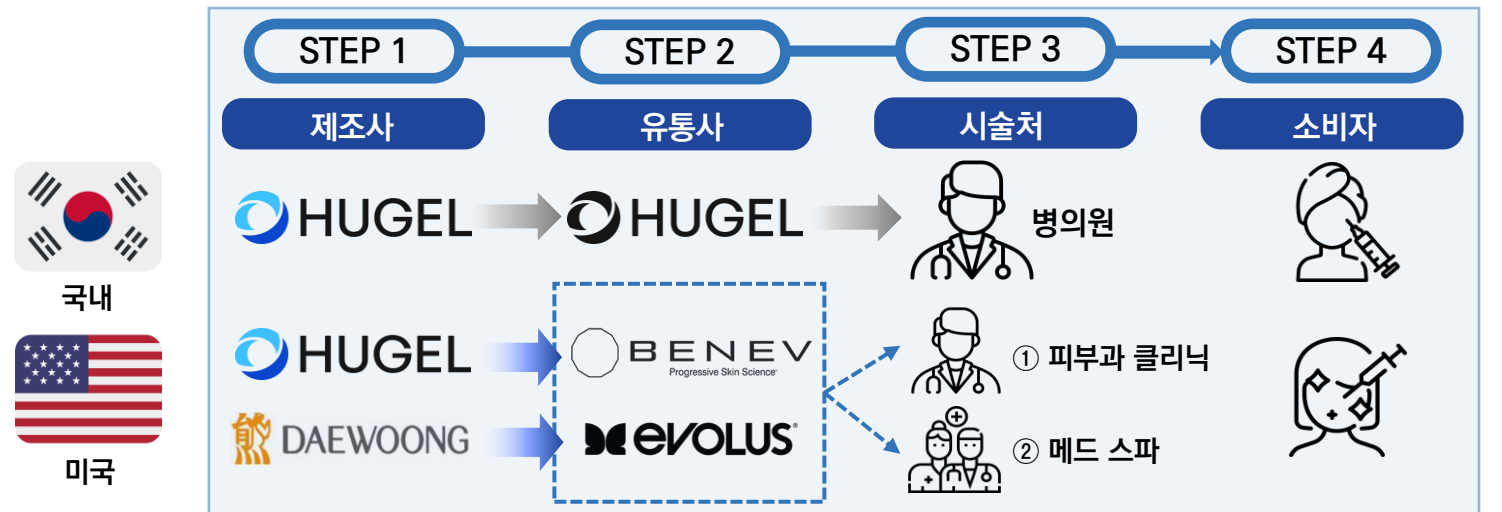 STEP 1
STEP 2
STEP 3
STEP 4
제조사
유통사
시술처
소비자
국내
HUGEL
HUGEL
병의원
미국
HUGEL
BENEV
Progressive Skin Science
① 피부과 클리닉
DAEWOONG
evolus
② 메드 스파